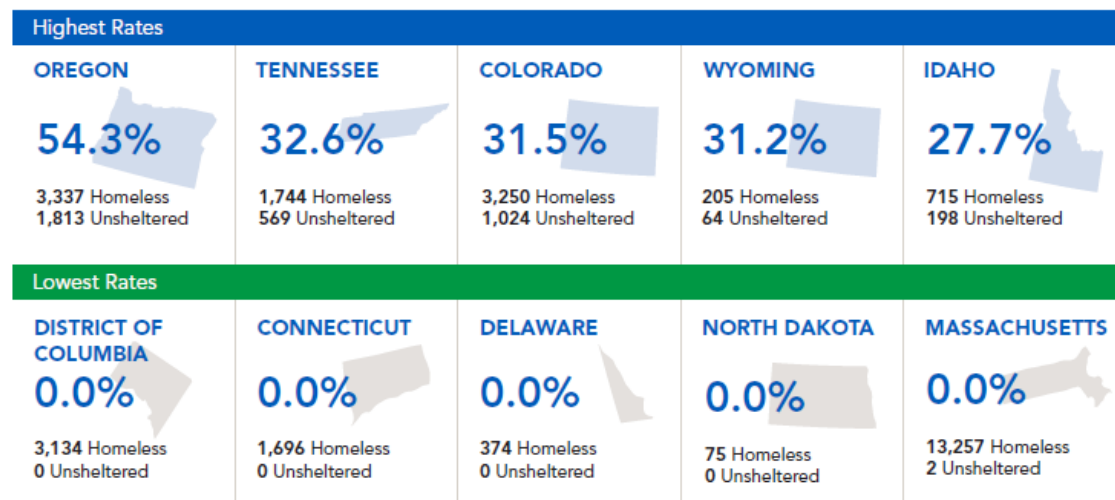 Highest Rates
OREGON
54.3%
3,337 Homeless
1,813 Unsheltered
TENNESSEE
32.6%
1,744 Homeless
569 Unsheltered
COLORADO
31.5%
3,250 Homeless
1,024 Unsheltered
WYOMING
31.2%
205 Homeless
64 Unsheltered
IDAHO
27.7%
715 Homeless
198 Unsheltered
Lowest Rates
DISTRICT OF
COLUMBIA
0.0%
3,134 Homeless
0 Unsheltered
CONNECTICUT
0.0%
1,696 Homeless
0 Unsheltered
DELAWARE
0.0%
374 Homeless
0 Unsheltered
NORTH DAKOTA
0.0%
75 Homeless
0 Unsheltered
MASSACHUSETTS
0.0%
13,257 Homeless
2 Unsheltered